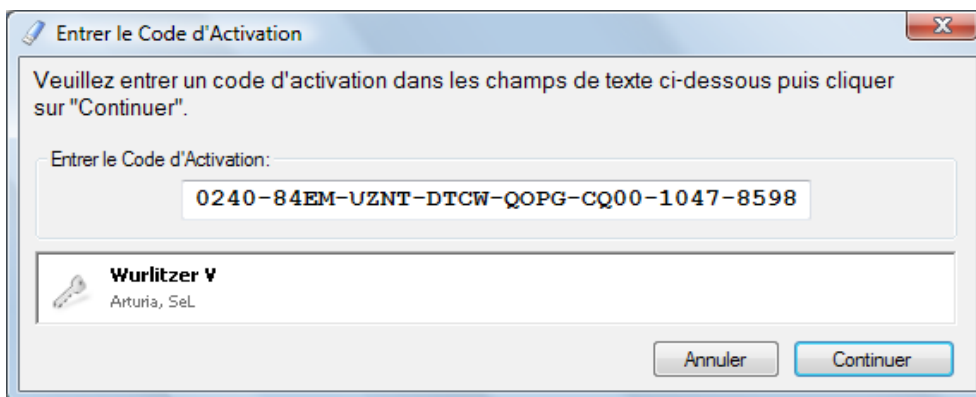 Entrer le Code d'Activation
Veuillez entrer un code d'activation dans les champs de texte ci-dessous puis cliquer
sur "Continuer".
Entrer le Code d'Activation:
0240-84EM-UZNT-DTCW-QOPG-CQ00-1047-8598
Wurlitzer V
Arturia, SeL
Annuler
Continuer